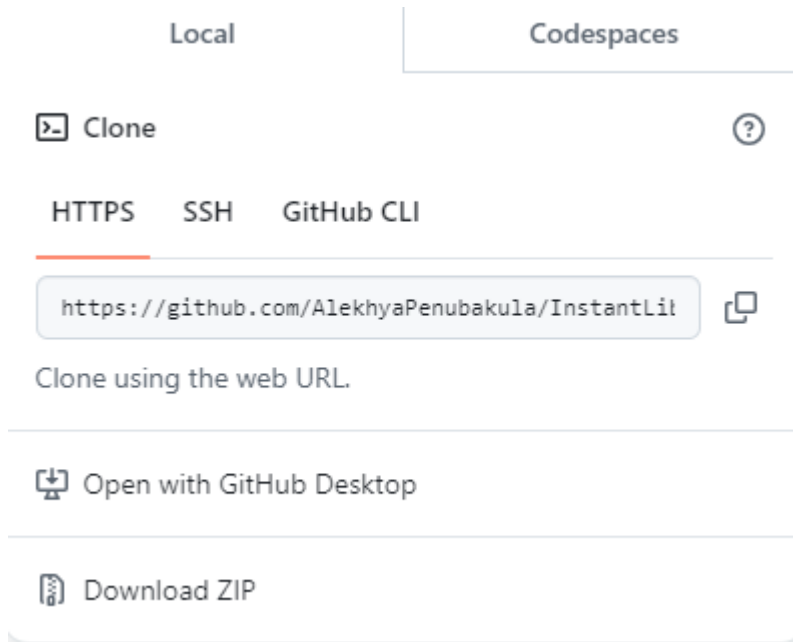 Local Codespaces
Clone
HTTPS SSH GitHub CLI
https://github.com/AlekhyaPenubakula/InstantLib
Clone using the web URL.
Open with GitHub Desktop
Download ZIP